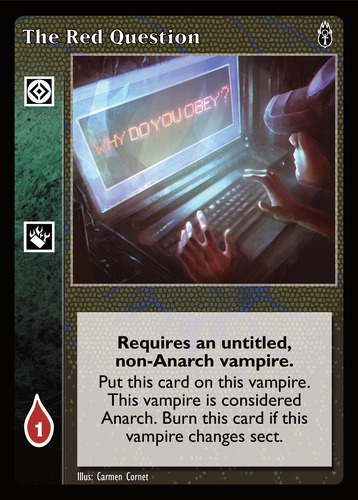 The Red Question
WHY DO YOU OBEY?
Requires an untitled,
non-Anarch vampire.
Put this card on this vampire.
This vampire is considered
Anarch. Burn this card if this
vampire changes sect.
1
Illus: Carmen Cornet